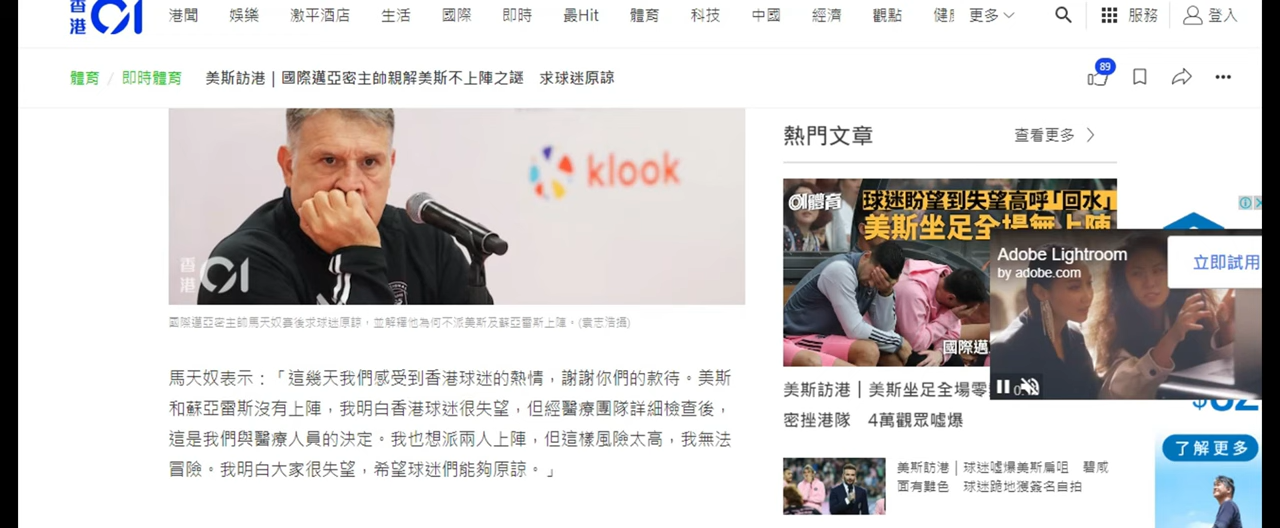 香港01
港聞 娛樂 激平酒店 生活 國際 即時 最Hit 體育 科技 中國 經濟 觀點 更多 服務 登入
體育 / 即時體育 美斯訪港｜國際邁亞密主帥親解美斯不上陣之謎 求球迷原諒
89
klook
香港01
國際邁亞密主帥馬天奴賽後求球迷原諒，並解釋他為何不派美斯及蘇亞雷斯上陣。(袁志浩攝)
馬天奴表示：「這幾天我們感受到香港球迷的熱情，謝謝你們的款待。美斯
和蘇亞雷斯沒有上陣，我明白香港球迷很失望，但經醫療團隊詳細檢查後，
這是我們與醫療人員的決定。我也想派兩人上陣，但這樣風險太高，我無法
冒險。我明白大家很失望，希望球迷們能夠原諒。」
熱門文章 查看更多
01體育 球迷盼望到失望高呼「回水」
美斯坐足全場無上陣
國際邁
Adobe Lightroom
by adobe.com
立即試用
美斯訪港｜美斯坐足全場零
密挫港隊 4萬觀眾噓爆
美斯訪港｜球迷噓爆美斯扁咀 碧咸
面有難色 球迷跪地獲簽名自拍
了解更多